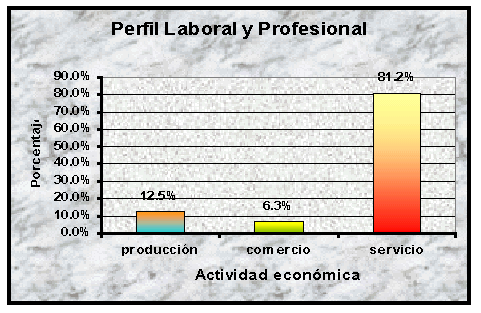 Perfil Laboral y Profesional
Porcentaj
90.0%
80.0%
70.0%
60.0%
50.0%
40.0%
30.0%
20.0%
10.0%
0.0%
12.5%
6.3%
81.2%
producción
comercio
servicio
Actividad económica